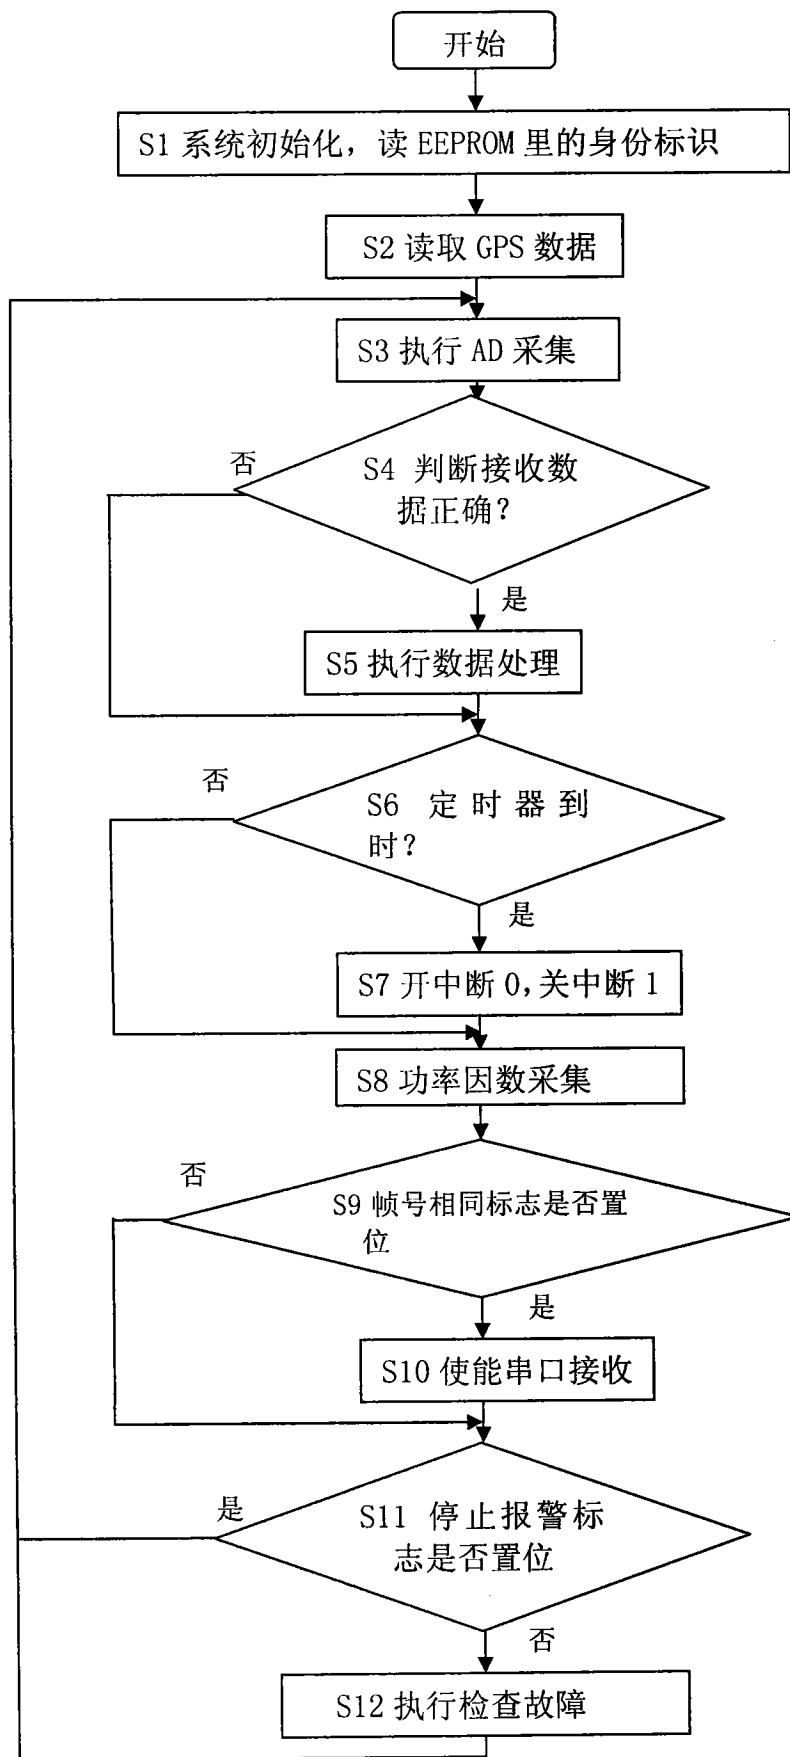 开始
S1 系统初始化，读 EEPROM 里的身份标识
S2 读取 GPS 数据
S3 执行 AD 采集
否
S4 判断接收数
据正确？
是
S5 执行数据处理
否
S6 定时器到
时？
是
S7 开中断 0，关中断 1
S8 功率因数采集
否
S9 帧号相同标志是否置
位
是
S10 使能串口接收
是
S11 停止报警标
志是否置位
否
S12 执行检查故障